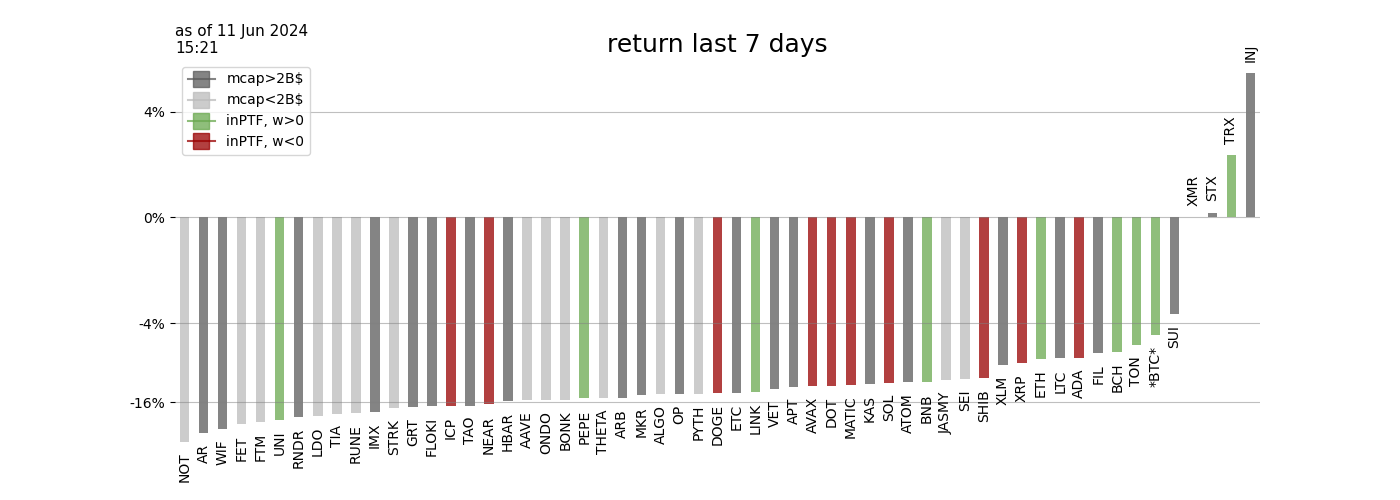 as of 11 Jun 2024
15:21
return last 7 days
mcap>2B$
mcap<2B$
inPTF, w>0
inPTF, w<0
4%
0%
-4%
-16%
NOT
AR
WIF
FET
FTM
UNI
RNDR
LDO
TIA
RUNE
IMX
STRK
GRT
FLOKI
ICP
TAO
NEAR
HBAR
AAVE
ONDO
BONK
PEPE
THETA
ARB
MKR
ALGO
OP
PYTH
DOGE
ETC
LINK
VET
APT
AVAX
DOT
MATIC
KAS
SOL
ATOM
BNB
JASMY
SEI
SHIB
XLM
XRP
ETH
LTC
ADA
FIL
BCH
TON
*BTC*
SUI
XMR
STX
TRX
INJ